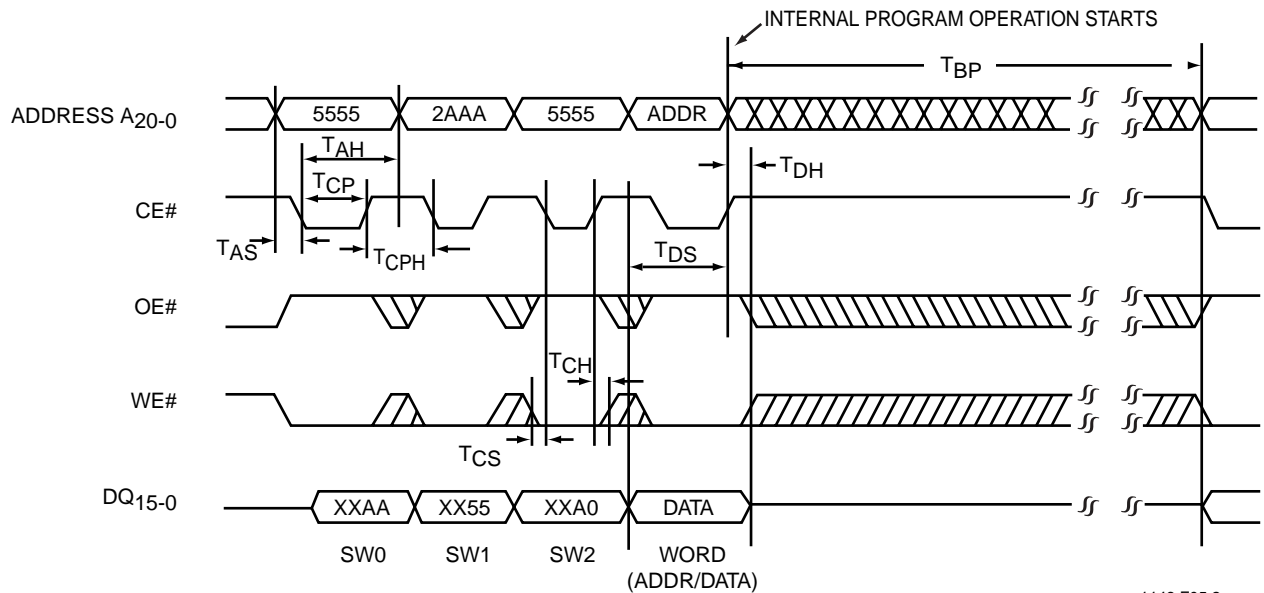 INTERNAL PROGRAM OPERATION STARTS
TBP
ADDRESS A20-0
5555
2AAA
5555
ADDR
TAH
TDH
TCP
CE#
TAS
TCPH
TDS
OE#
TCH
WE#
TCS
DQ15-0
XXAA
XX55
XXA0
DATA
SW0
SW1
SW2
WORD
(ADDR/DATA)